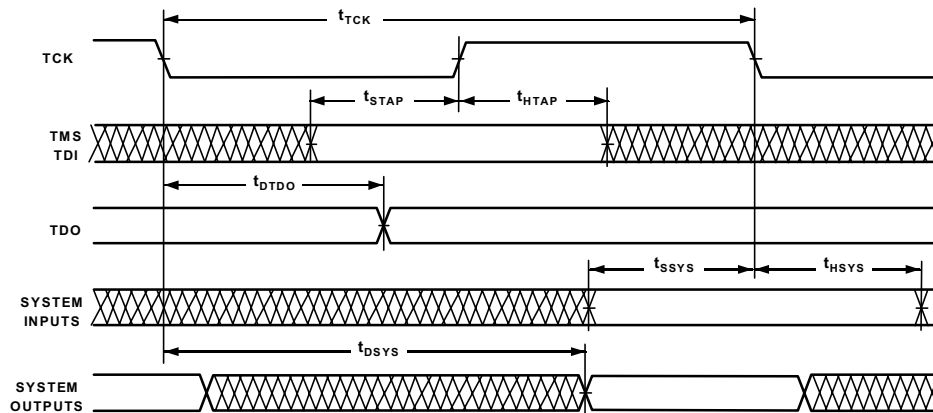 tTCK
TCK
tSTAP
tHTAP
TMS
TDI
tDTDO
TDO
tSSYS
tHSYS
SYSTEM
INPUTS
tDSYS
SYSTEM
OUTPUTS